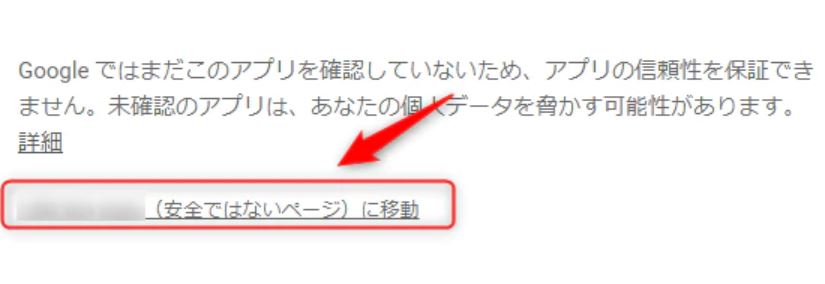 Google ではまだこのアプリを確認していないため、アプリの信頼性を保証でき
ません。未確認のアプリは、あなたの個人データを脅かす可能性があります。
詳細
（安全ではないページ）に移動